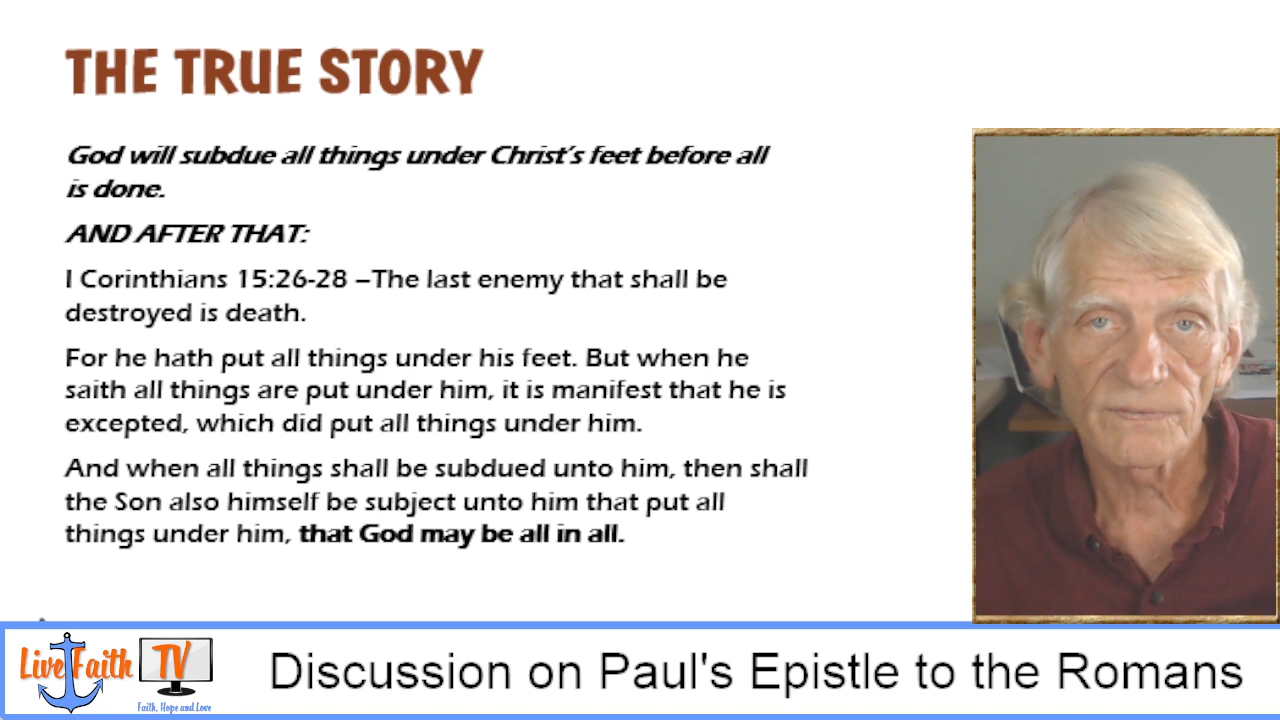 THE TRUE STORY
God will subdue all things under Christ's feet before all
is done.
AND AFTER THAT:
I Corinthians 15:26-28 –The last enemy that shall be
destroyed is death.
For he hath put all things under his feet. But when he
saith all things are put under him, it is manifest that he is
excepted, which did put all things under him.
And when all things shall be subdued unto him, then shall
the Son also himself be subject unto him that put all
things under him, that God may be all in all.
Live Faith TV
Faith, Hope and Love
Discussion on Paul's Epistle to the Romans